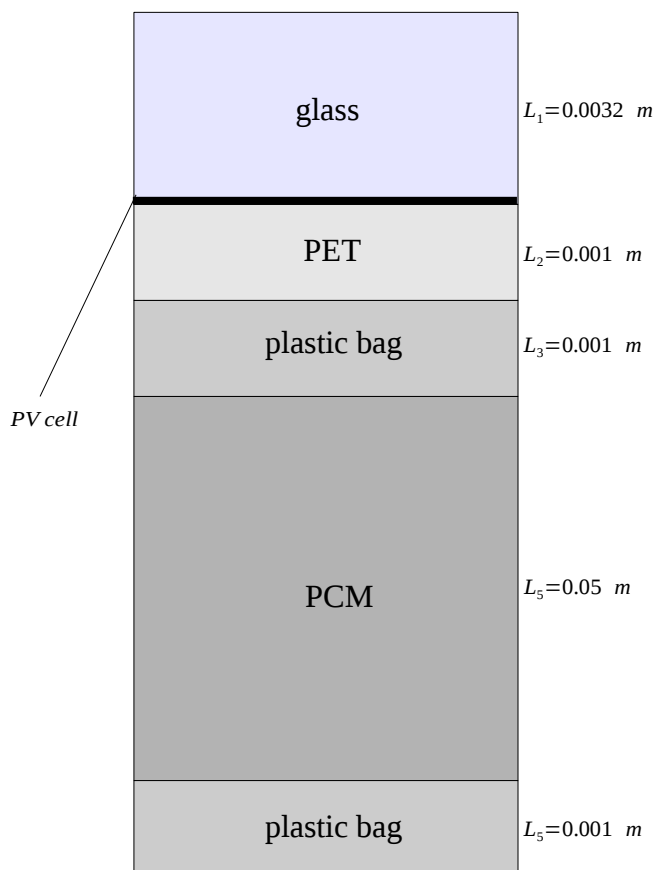 glass
L₁=0.0032 m
PET
L₂=0.001 m
plastic bag
L₃=0.001 m
PV cell
PCM
L₅=0.05 m
plastic bag
L₅=0.001 m